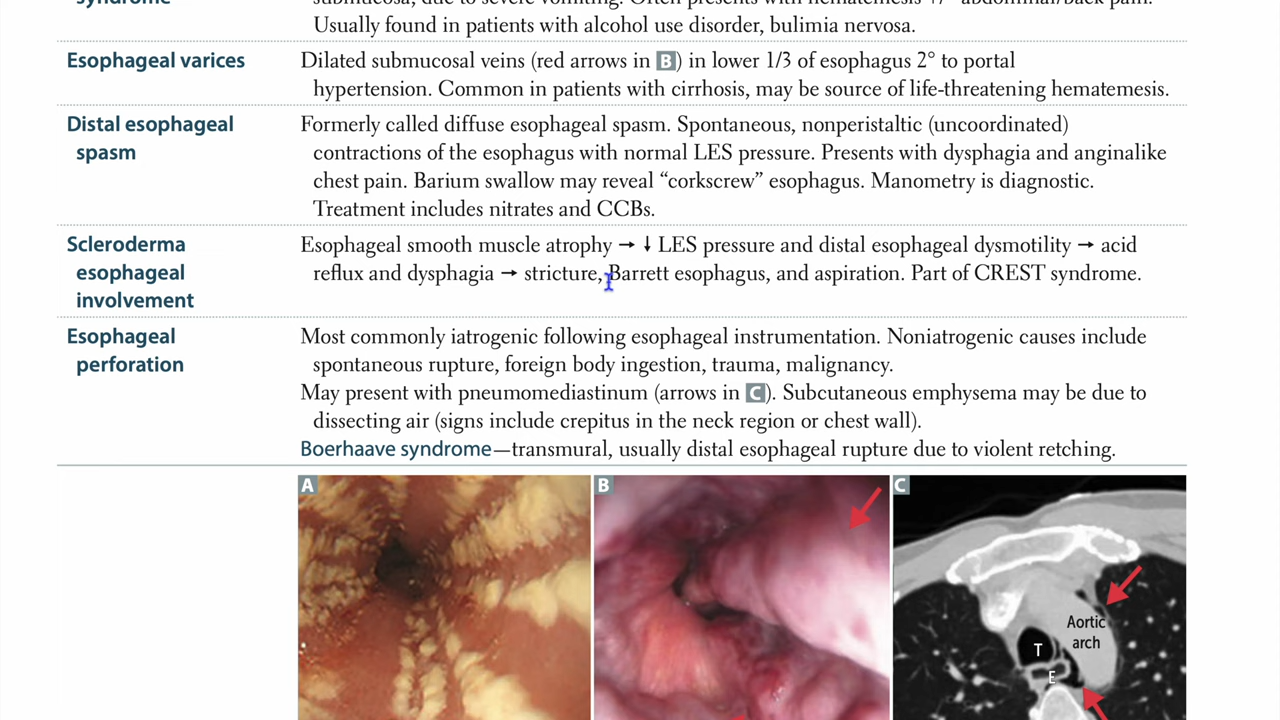 syndrome submucosa, due to severe vomiting. Often presents with hematemesis +/– abdominal/back pain.
Usually found in patients with alcohol use disorder, bulimia nervosa.
Esophageal varices Dilated submucosal veins (red arrows in B) in lower 1/3 of esophagus 2° to portal
hypertension. Common in patients with cirrhosis, may be source of life-threatening hematemesis.
Distal esophageal Formerly called diffuse esophageal spasm. Spontaneous, nonperistaltic (uncoordinated)
spasm contractions of the esophagus with normal LES pressure. Presents with dysphagia and anginalike
chest pain. Barium swallow may reveal “corkscrew” esophagus. Manometry is diagnostic.
Treatment includes nitrates and CCBs.
Scleroderma Esophageal smooth muscle atrophy → ↓ LES pressure and distal esophageal dysmotility → acid
esophageal reflux and dysphagia → stricture, Barrett esophagus, and aspiration. Part of CREST syndrome.
involvement
Esophageal Most commonly iatrogenic following esophageal instrumentation. Noniatrogenic causes include
perforation spontaneous rupture, foreign body ingestion, trauma, malignancy.
May present with pneumomediastinum (arrows in C). Subcutaneous emphysema may be due to
dissecting air (signs include crepitus in the neck region or chest wall).
Boerhaave syndrome—transmural, usually distal esophageal rupture due to violent retching.
A B C
Aortic
arch
T
E